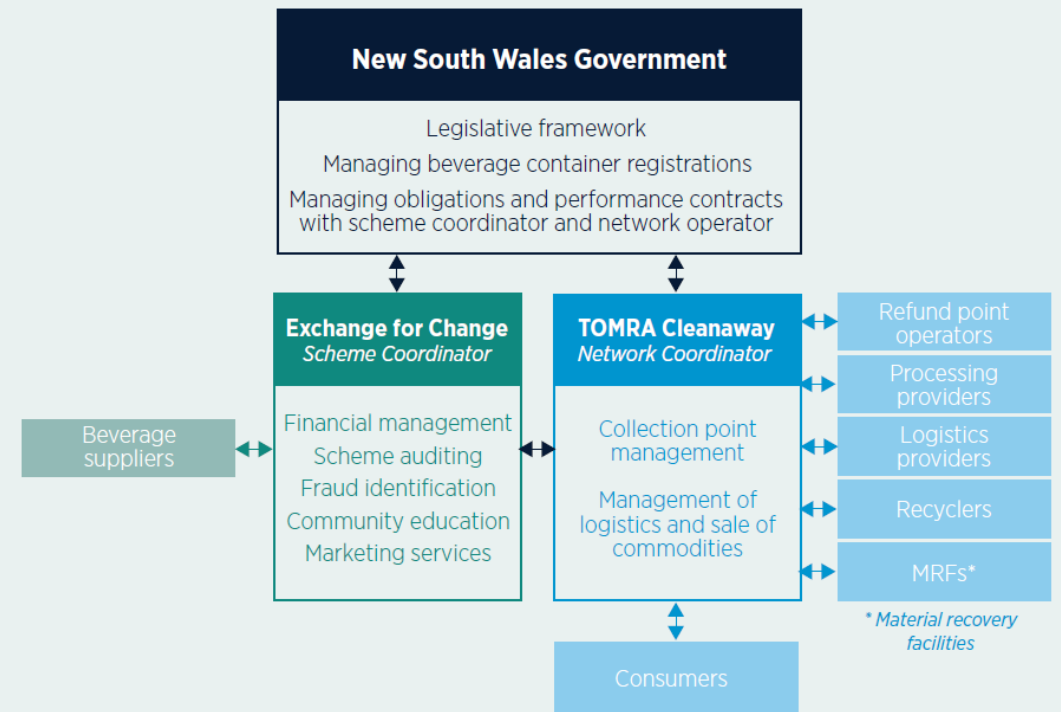 New South Wales Government
Legislative framework
Managing beverage container registrations
Managing obligations and performance contracts
with scheme coordinator and network operator
Exchange for Change
Scheme Coordinator
Financial management
Scheme auditing
Fraud identification
Community education
Marketing services
Beverage
suppliers
TOMRA Cleanaway
Network Coordinator
Collection point
management
Management of
logistics and sale of
commodities
Refund point
operators
Processing
providers
Logistics
providers
Recyclers
MRFs*
* Material recovery
facilities
Consumers